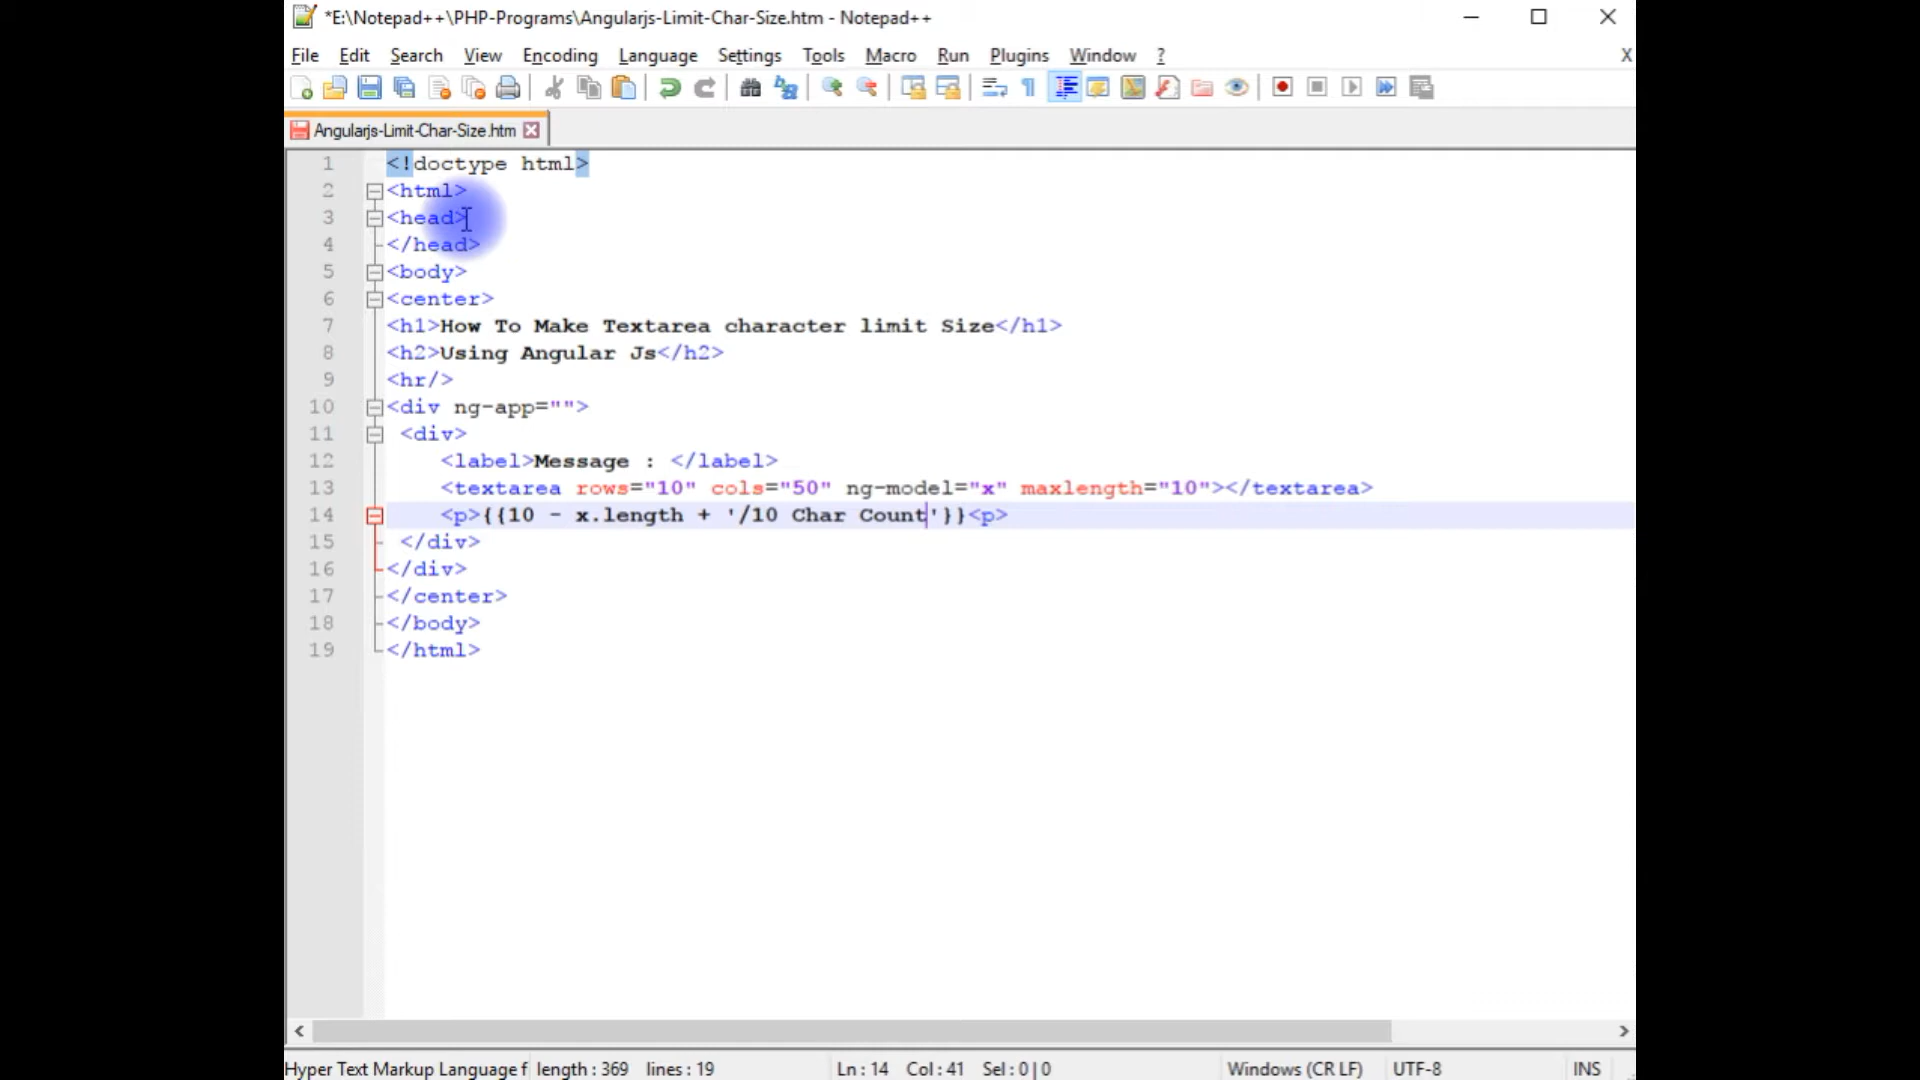 *E:\Notepad++\PHP-Programs\Angularjs-Limit-Char-Size.htm - Notepad++
File Edit Search View Encoding Language Settings Tools Macro Run Plugins Window ? X
Angularjs-Limit-Char-Size.htm
1 <!doctype html>
2 <html>
3 <head>
4 </head>
5 <body>
6 <center>
7 <h1>How To Make Textarea character limit Size</h1>
8 <h2>Using Angular Js</h2>
9 <hr/>
10 <div ng-app="">
11 <div>
12 <label>Message : </label>
13 <textarea rows="10" cols="50" ng-model="x" maxlength="10"></textarea>
14 <p>{{10 - x.length + '/10 Char Count'}}<p>
15 </div>
16 </div>
17 </center>
18 </body>
19 </html>
Hyper Text Markup Language f length : 369 lines : 19 Ln : 14 Col : 41 Sel : 0 | 0 Windows (CR LF) UTF-8 INS